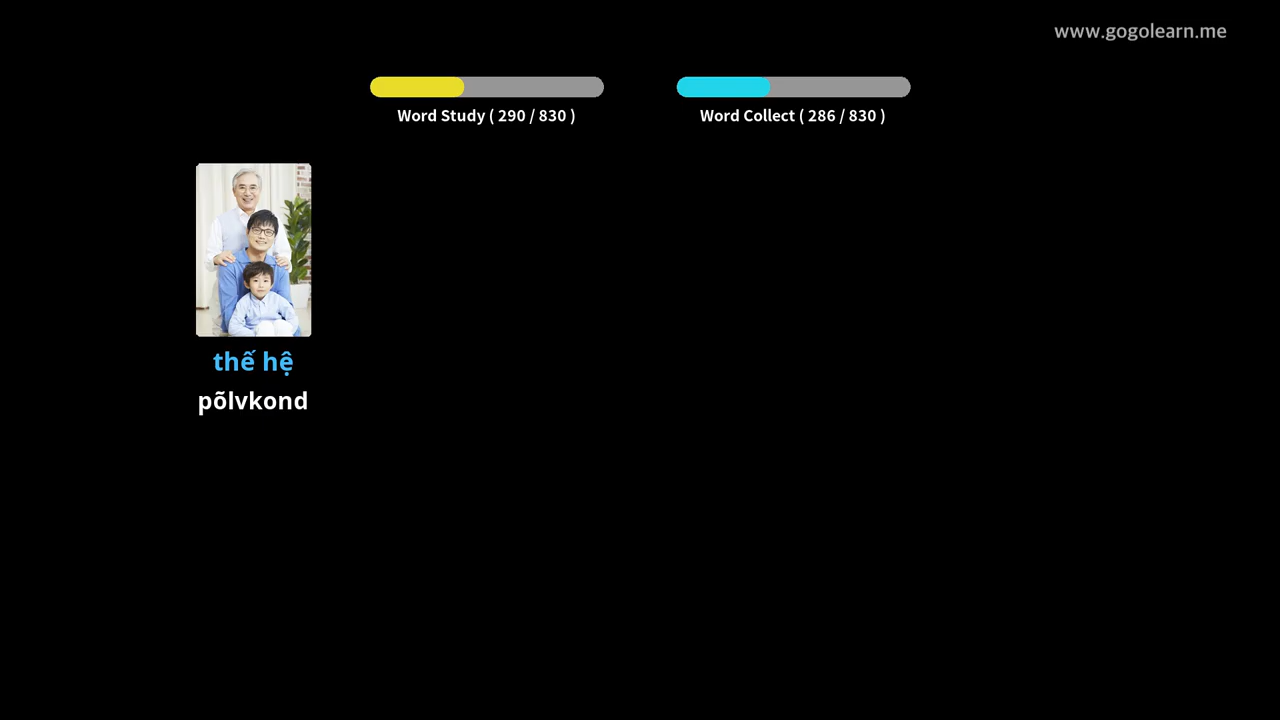 www.gogolearn.me
Word Study ( 290 / 830 )
Word Collect ( 286 / 830 )
thế hệ
põlvkond